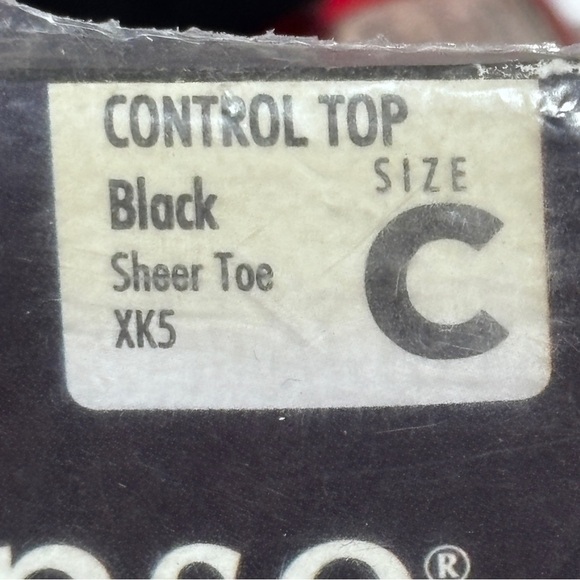 CONTROL TOP
Black
Sheer Toe
XK5
SIZE
C
®